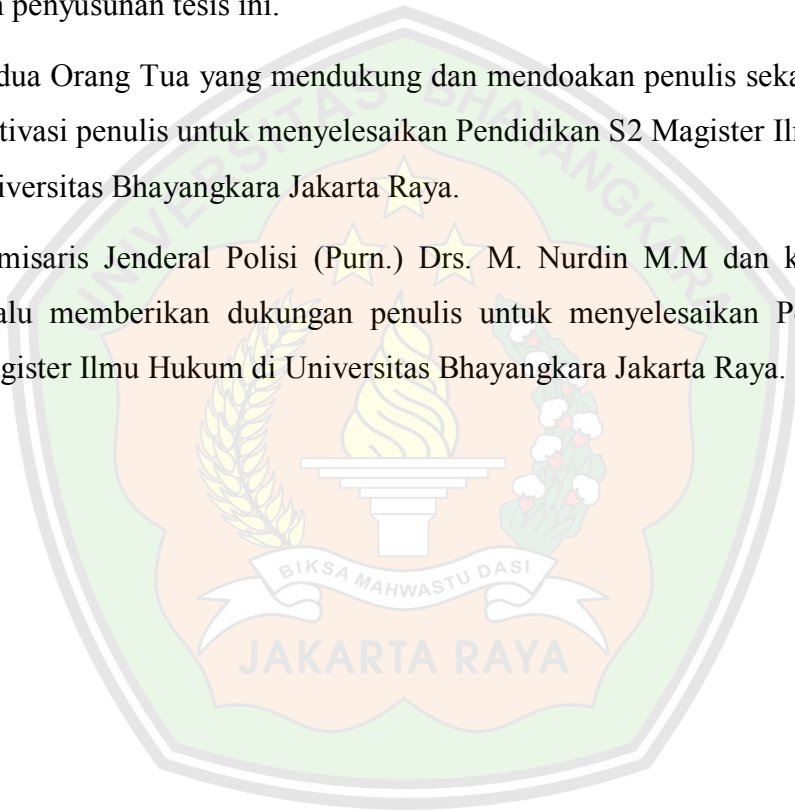 penyusunan tesis ini.
dua Orang Tua yang mendukung dan mendoakan penulis
tivasi penulis untuk menyelesaikan Pendidikan S2 Magister
iversitas Bhayangkara Jakarta Raya.
misaris Jenderal Polisi (Purn.) Drs. M. Nurdin M.M dan
alu memberikan dukungan penulis untuk menyelesaikan
gister Ilmu Hukum di Universitas Bhayangkara Jakarta Raya.
UNIVERSITAS BHAYANGKARA
BIKSA MAHWASTU DASI
JAKARTA RAYA